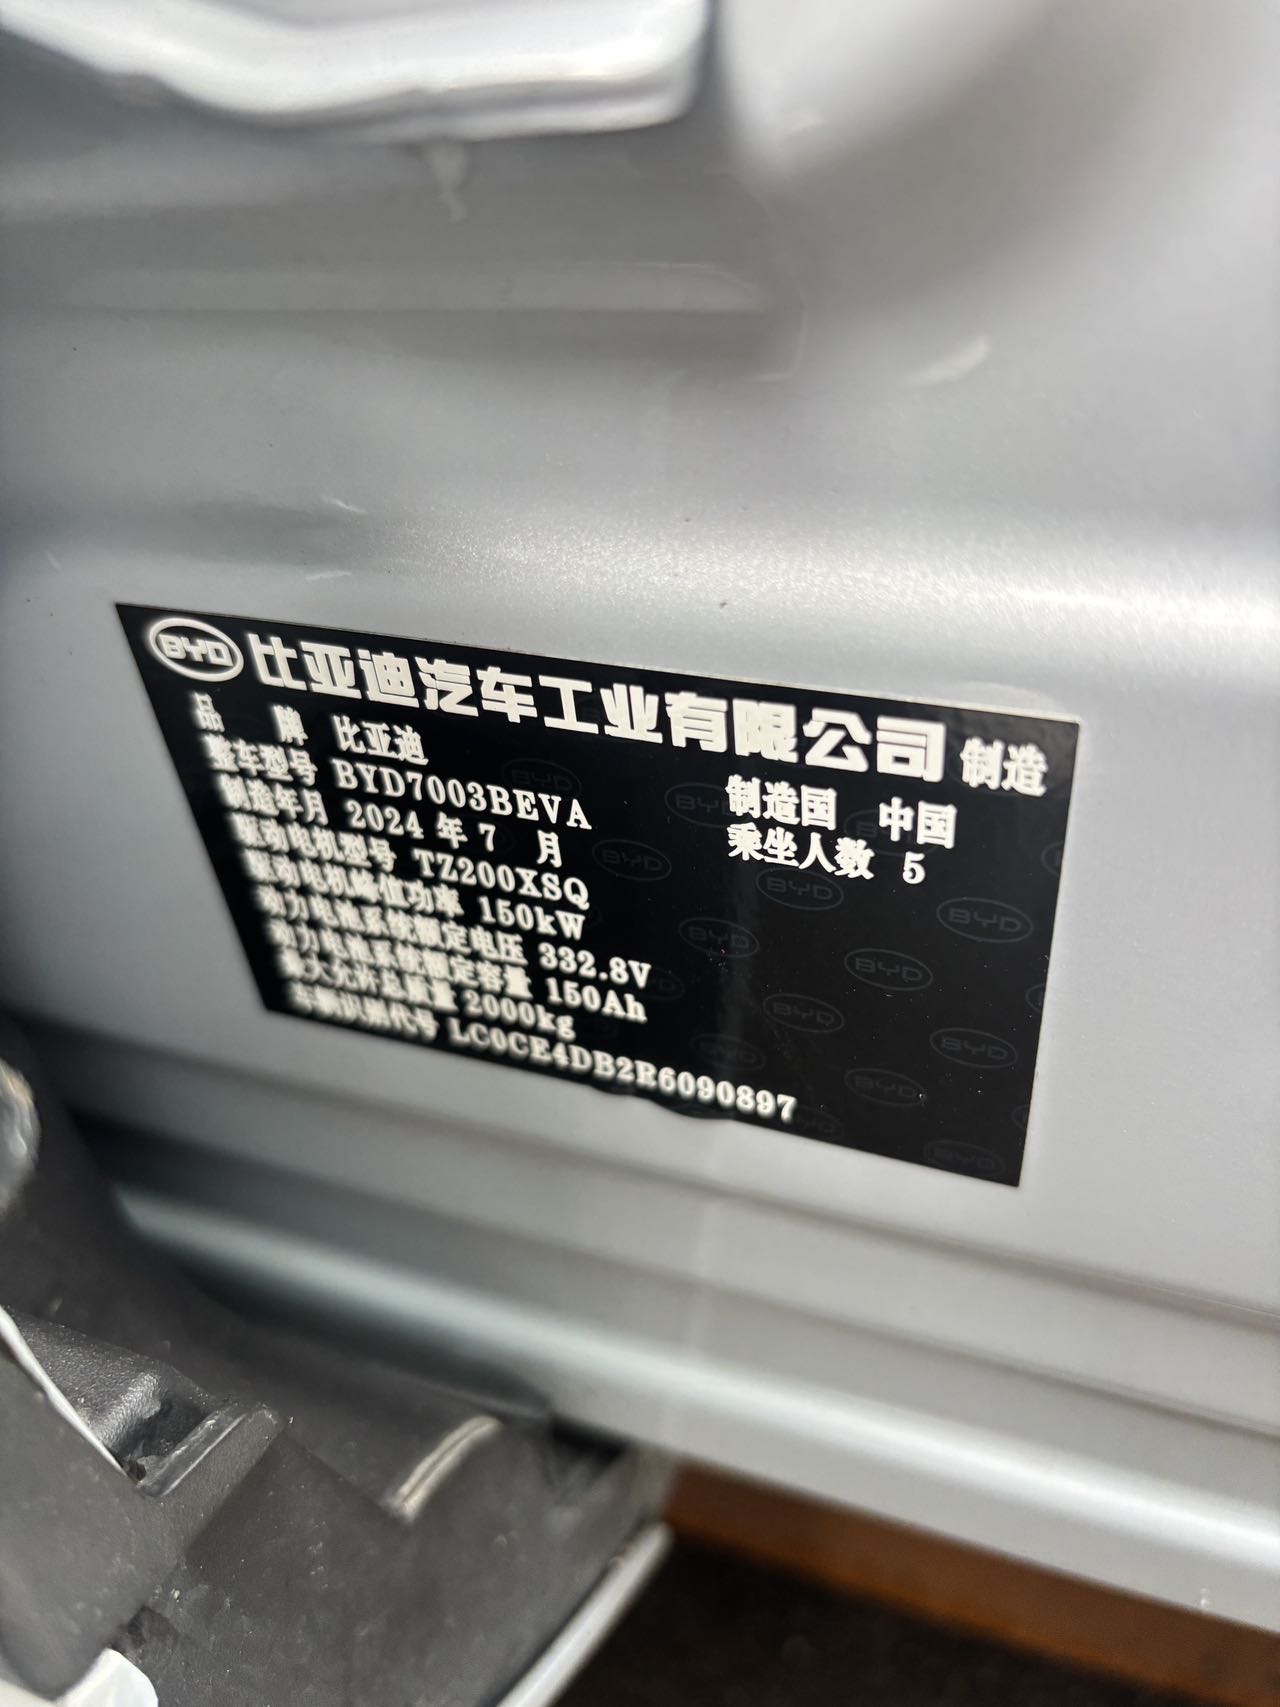 BYD 比亚迪汽车工业有限公司 制造
品牌 比亚迪
整车型号 BYD7003BEVA 制造国 中国
制造年月 2024 年 7 月 乘坐人数 5
驱动电机型号 TZ200XSQ
驱动电机峰值功率 150kW
动力电池系统额定电压 332.8V
动力电池系统额定容量 150Ah
最大允许总质量 2000kg
车辆识别代号 LC0CE4DB2R6090897